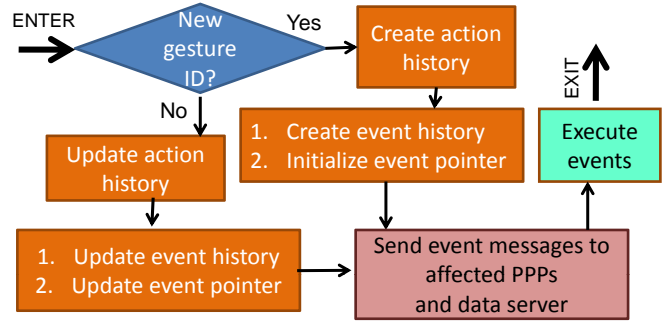 ENTER
New
gesture
ID?
Yes
No
Create action
history
1. Create event history
2. Initialize event pointer
Update action
history
1. Update event history
2. Update event pointer
Send event messages to
affected PPPs
and data server
Execute
events
EXIT